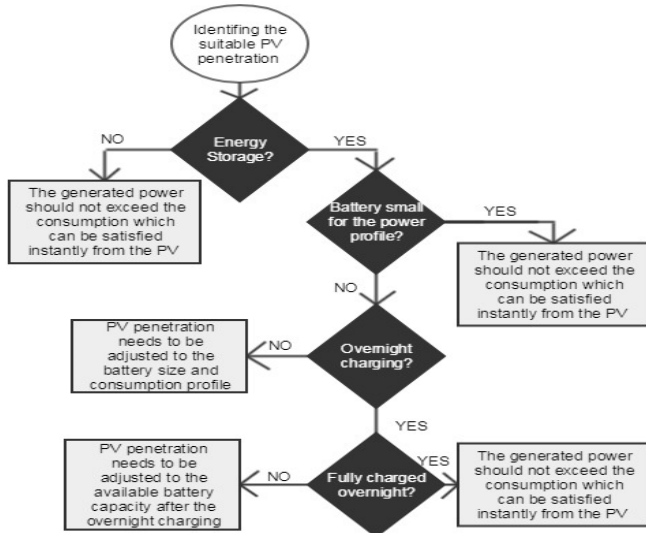 Identifing the
suitable PV
penetration
NO
Energy
Storage?
YES
The generated power
should not exceed the
consumption which
can be satisfied
instantly from the PV
Battery small
for the power
profile?
YES
The generated power
should not exceed the
consumption which
can be satisfied
instantly from the PV
NO
PV penetration
needs to be
adjusted to the
battery size and
consumption profile
NO
Overnight
charging?
YES
PV penetration
needs to be
adjusted to the
available battery
capacity after the
overnight charging
NO
Fully charged
overnight?
YES
The generated power
should not exceed the
consumption which
can be satisfied
instantly from the PV